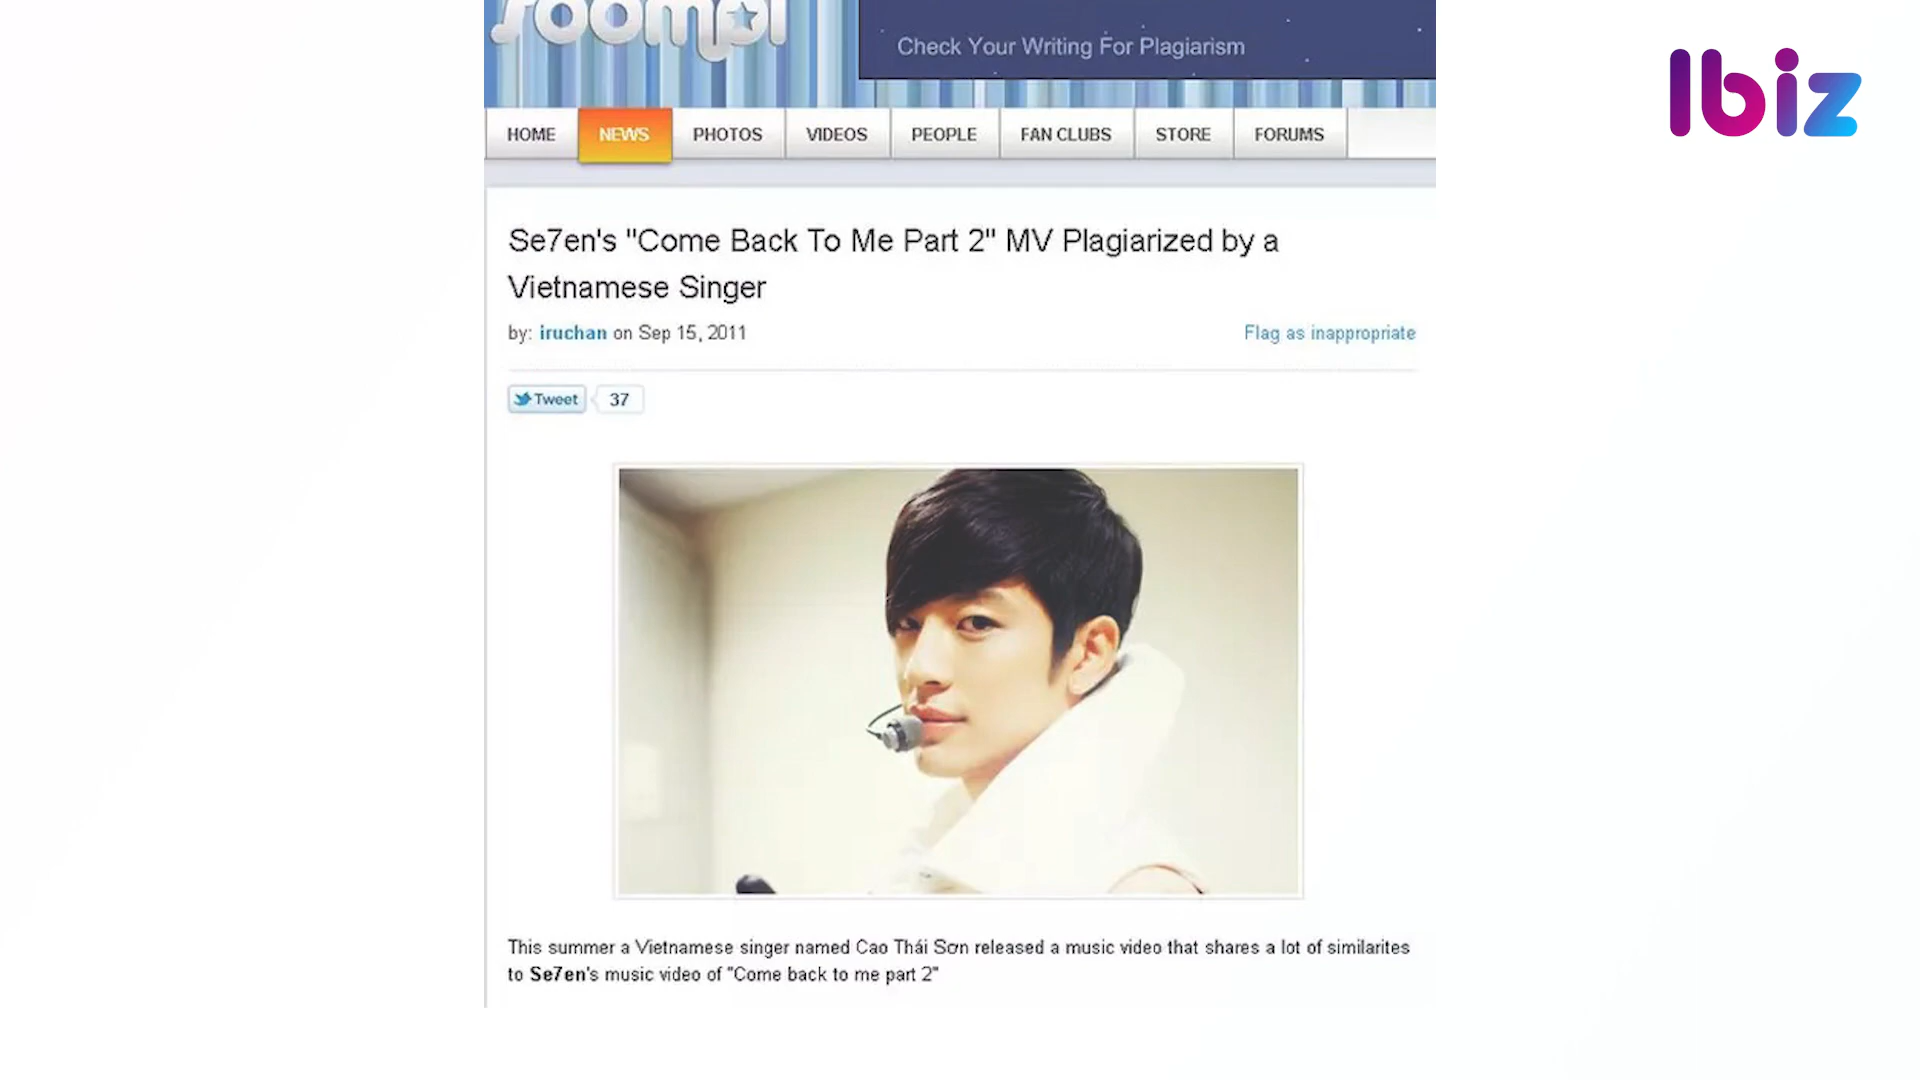 soompi
Check Your Writing For Plagiarism
Ibiz
HOME NEWS PHOTOS VIDEOS PEOPLE FAN CLUBS STORE FORUMS
Se7en's "Come Back To Me Part 2" MV Plagiarized by a
Vietnamese Singer
by: iruchan on Sep 15, 2011 Flag as inappropriate
Tweet 37
This summer a Vietnamese singer named Cao Thái Sơn released a music video that shares a lot of similarites
to Se7en's music video of "Come back to me part 2"